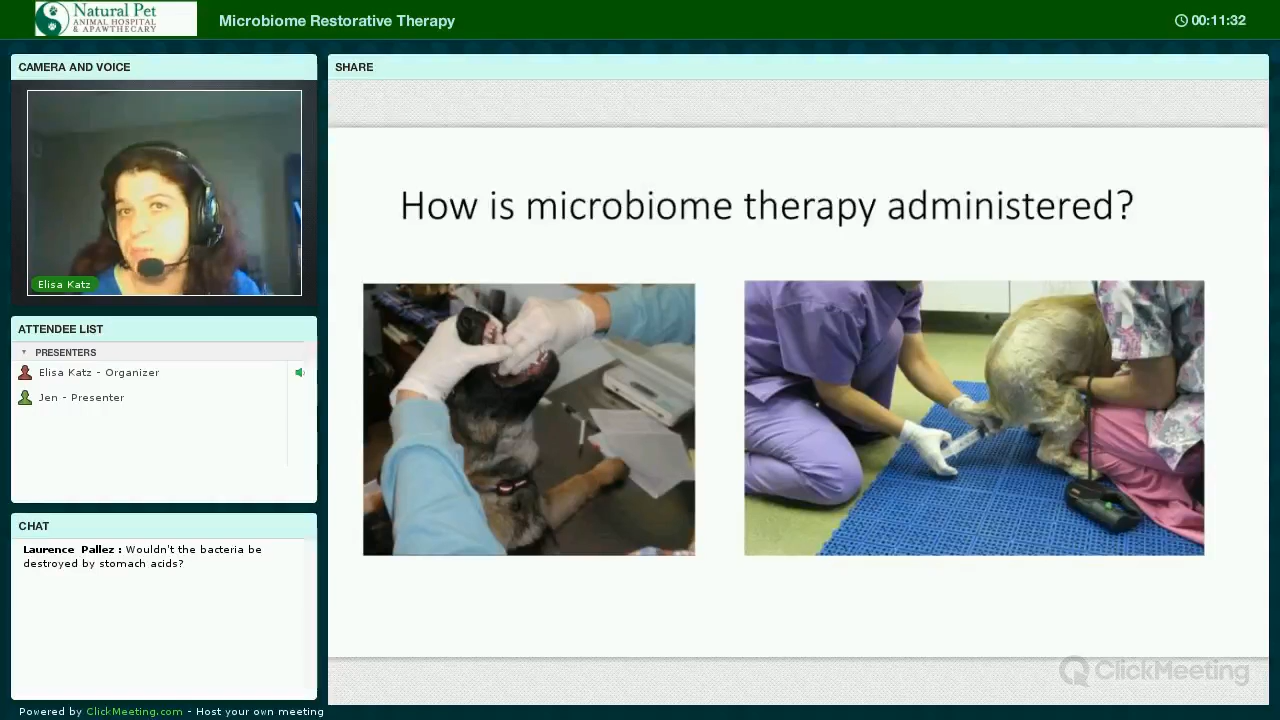 Natural Pet
ANIMAL HOSPITAL
& APAWTHECARY
Microbiome Restorative Therapy
00:11:32
CAMERA AND VOICE
Elisa Katz
ATTENDEE LIST
PRESENTERS
Elisa Katz - Organizer
Jen - Presenter
CHAT
Laurence Pallez : Wouldn't the bacteria be
destroyed by stomach acids?
SHARE
How is microbiome therapy administered?
ClickMeeting
Powered by ClickMeeting.com - Host your own meeting